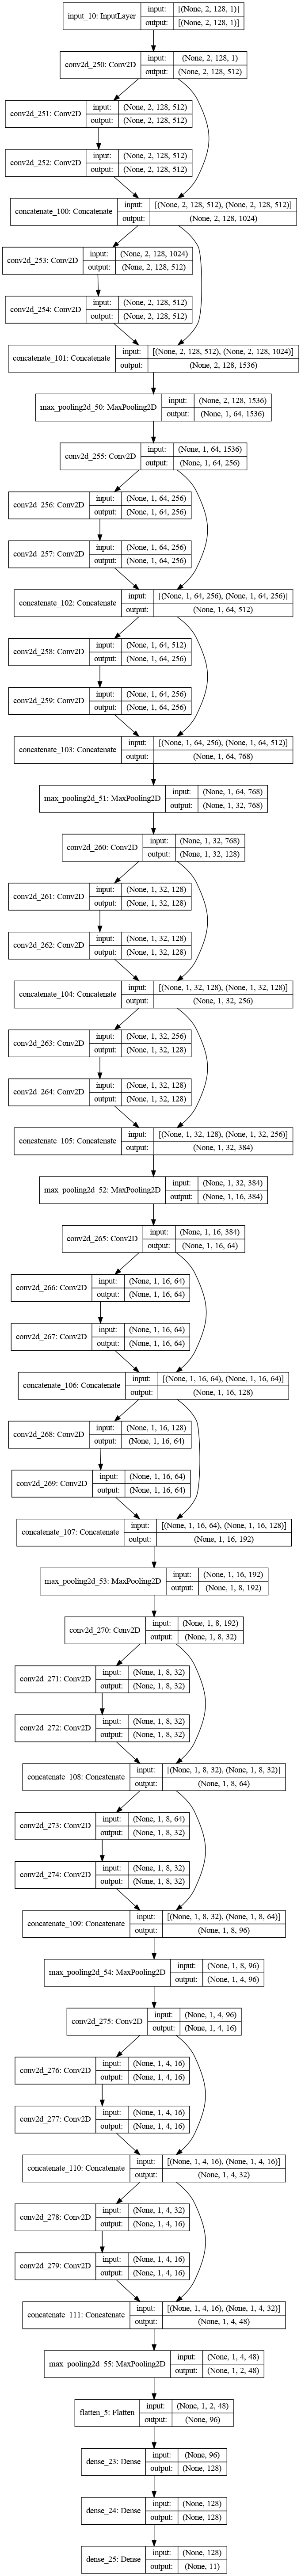 input_10: InputLayer
input: [(None, 2, 128, 1)]
output: [(None, 2, 128, 1)]
conv2d_250: Conv2D
input: (None, 2, 128, 1)
output: (None, 2, 128, 512)
conv2d_251: Conv2D
input: (None, 2, 128, 512)
output: (None, 2, 128, 512)
conv2d_252: Conv2D
input: (None, 2, 128, 512)
output: (None, 2, 128, 512)
concatenate_100: Concatenate
input: [(None, 2, 128, 512), (None, 2, 128, 512)]
output: (None, 2, 128, 1024)
conv2d_253: Conv2D
input: (None, 2, 128, 1024)
output: (None, 2, 128, 512)
conv2d_254: Conv2D
input: (None, 2, 128, 512)
output: (None, 2, 128, 512)
concatenate_101: Concatenate
input: [(None, 2, 128, 512), (None, 2, 128, 1024)]
output: (None, 2, 128, 1536)
max_pooling2d_50: MaxPooling2D
input: (None, 2, 128, 1536)
output: (None, 1, 64, 1536)
conv2d_255: Conv2D
input: (None, 1, 64, 1536)
output: (None, 1, 64, 256)
conv2d_256: Conv2D
input: (None, 1, 64, 256)
output: (None, 1, 64, 256)
conv2d_257: Conv2D
input: (None, 1, 64, 256)
output: (None, 1, 64, 256)
concatenate_102: Concatenate
input: [(None, 1, 64, 256), (None, 1, 64, 256)]
output: (None, 1, 64, 512)
conv2d_258: Conv2D
input: (None, 1, 64, 512)
output: (None, 1, 64, 256)
conv2d_259: Conv2D
input: (None, 1, 64, 256)
output: (None, 1, 64, 256)
concatenate_103: Concatenate
input: [(None, 1, 64, 256), (None, 1, 64, 512)]
output: (None, 1, 64, 768)
max_pooling2d_51: MaxPooling2D
input: (None, 1, 64, 768)
output: (None, 1, 32, 768)
conv2d_260: Conv2D
input: (None, 1, 32, 768)
output: (None, 1, 32, 128)
conv2d_261: Conv2D
input: (None, 1, 32, 128)
output: (None, 1, 32, 128)
conv2d_262: Conv2D
input: (None, 1, 32, 128)
output: (None, 1, 32, 128)
concatenate_104: Concatenate
input: [(None, 1, 32, 128), (None, 1, 32, 128)]
output: (None, 1, 32, 256)
conv2d_263: Conv2D
input: (None, 1, 32, 256)
output: (None, 1, 32, 128)
conv2d_264: Conv2D
input: (None, 1, 32, 128)
output: (None, 1, 32, 128)
concatenate_105: Concatenate
input: [(None, 1, 32, 128), (None, 1, 32, 256)]
output: (None, 1, 32, 384)
max_pooling2d_52: MaxPooling2D
input: (None, 1, 32, 384)
output: (None, 1, 16, 384)
conv2d_265: Conv2D
input: (None, 1, 16, 384)
output: (None, 1, 16, 64)
conv2d_266: Conv2D
input: (None, 1, 16, 64)
output: (None, 1, 16, 64)
conv2d_267: Conv2D
input: (None, 1, 16, 64)
output: (None, 1, 16, 64)
concatenate_106: Concatenate
input: [(None, 1, 16, 64), (None, 1, 16, 64)]
output: (None, 1, 16, 128)
conv2d_268: Conv2D
input: (None, 1, 16, 128)
output: (None, 1, 16, 64)
conv2d_269: Conv2D
input: (None, 1, 16, 64)
output: (None, 1, 16, 64)
concatenate_107: Concatenate
input: [(None, 1, 16, 64), (None, 1, 16, 128)]
output: (None, 1, 16, 192)
max_pooling2d_53: MaxPooling2D
input: (None, 1, 16, 192)
output: (None, 1, 8, 192)
conv2d_270: Conv2D
input: (None, 1, 8, 192)
output: (None, 1, 8, 32)
conv2d_271: Conv2D
input: (None, 1, 8, 32)
output: (None, 1, 8, 32)
conv2d_272: Conv2D
input: (None, 1, 8, 32)
output: (None, 1, 8, 32)
concatenate_108: Concatenate
input: [(None, 1, 8, 32), (None, 1, 8, 32)]
output: (None, 1, 8, 64)
conv2d_273: Conv2D
input: (None, 1, 8, 64)
output: (None, 1, 8, 32)
conv2d_274: Conv2D
input: (None, 1, 8, 32)
output: (None, 1, 8, 32)
concatenate_109: Concatenate
input: [(None, 1, 8, 32), (None, 1, 8, 64)]
output: (None, 1, 8, 96)
max_pooling2d_54: MaxPooling2D
input: (None, 1, 8, 96)
output: (None, 1, 4, 96)
conv2d_275: Conv2D
input: (None, 1, 4, 96)
output: (None, 1, 4, 16)
conv2d_276: Conv2D
input: (None, 1, 4, 16)
output: (None, 1, 4, 16)
conv2d_277: Conv2D
input: (None, 1, 4, 16)
output: (None, 1, 4, 16)
concatenate_110: Concatenate
input: [(None, 1, 4, 16), (None, 1, 4, 16)]
output: (None, 1, 4, 32)
conv2d_278: Conv2D
input: (None, 1, 4, 32)
output: (None, 1, 4, 16)
conv2d_279: Conv2D
input: (None, 1, 4, 16)
output: (None, 1, 4, 16)
concatenate_111: Concatenate
input: [(None, 1, 4, 16), (None, 1, 4, 32)]
output: (None, 1, 4, 48)
max_pooling2d_55: MaxPooling2D
input: (None, 1, 4, 48)
output: (None, 1, 2, 48)
flatten_5: Flatten
input: (None, 1, 2, 48)
output: (None, 96)
dense_23: Dense
input: (None, 96)
output: (None, 128)
dense_24: Dense
input: (None, 128)
output: (None, 128)
dense_25: Dense
input: (None, 128)
output: (None, 11)